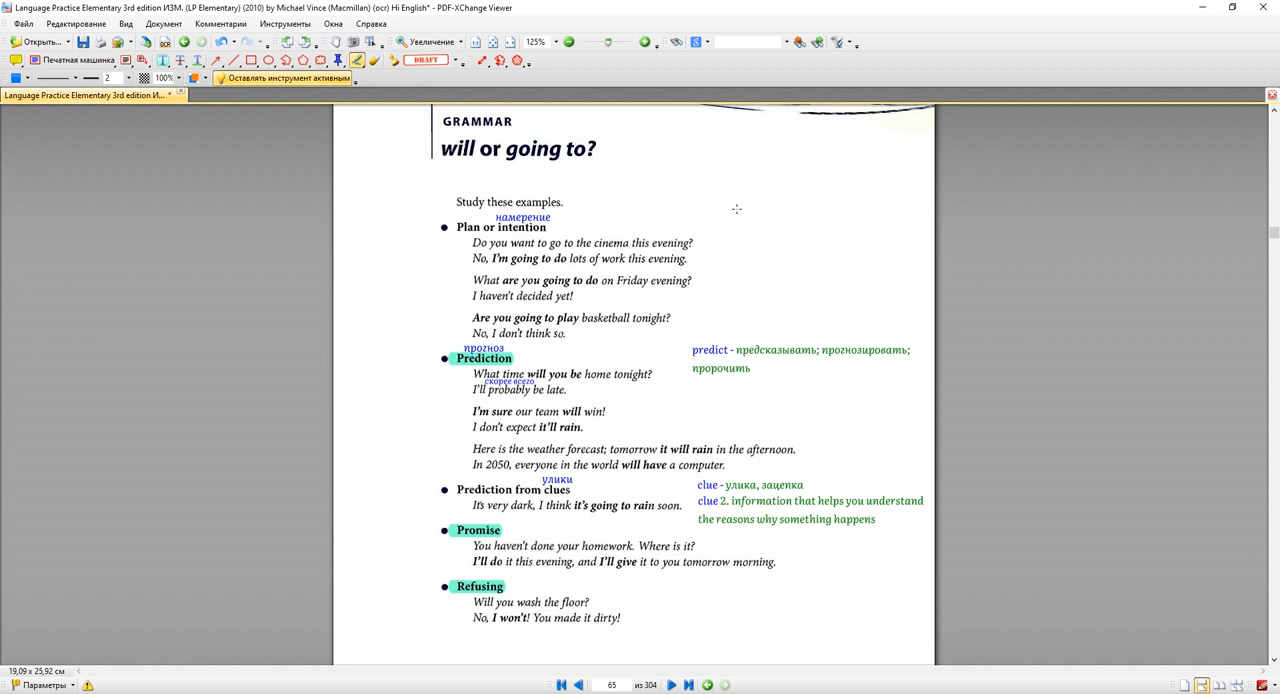 Language Practice Elementary 3rd edition ИЗМ. (LP Elementary) (2010) by Michael Vince (Macmillan) (ocr) Hi English* - PDF-XChange Viewer
Файл Редактирование Вид Документ Комментарии Инструменты Окна Справка
Открыть... OCR Увеличение 125%
Печатная машинка DRAFT
2 100% Оставлять инструмент активным
Language Practice Elementary 3rd edition И... *
GRAMMAR
will or going to?
Study these examples.
намерение
Plan or intention
Do you want to go to the cinema this evening?
No, I'm going to do lots of work this evening.
What are you going to do on Friday evening?
I haven't decided yet!
Are you going to play basketball tonight?
No, I don't think so.
прогноз
Prediction
predict - предсказывать; прогнозировать;
пророчить
What time will you be home tonight?
скорее всего
I'll probably be late.
I'm sure our team will win!
I don't expect it'll rain.
Here is the weather forecast; tomorrow it will rain in the afternoon.
In 2050, everyone in the world will have a computer.
улики
Prediction from clues
clue - улика, зацепка
clue 2. information that helps you understand
the reasons why something happens
It's very dark, I think it's going to rain soon.
Promise
You haven't done your homework. Where is it?
I'll do it this evening, and I'll give it to you tomorrow morning.
Refusing
Will you wash the floor?
No, I won't! You made it dirty!
19,09 x 25,92 см
Параметры 65 из 304